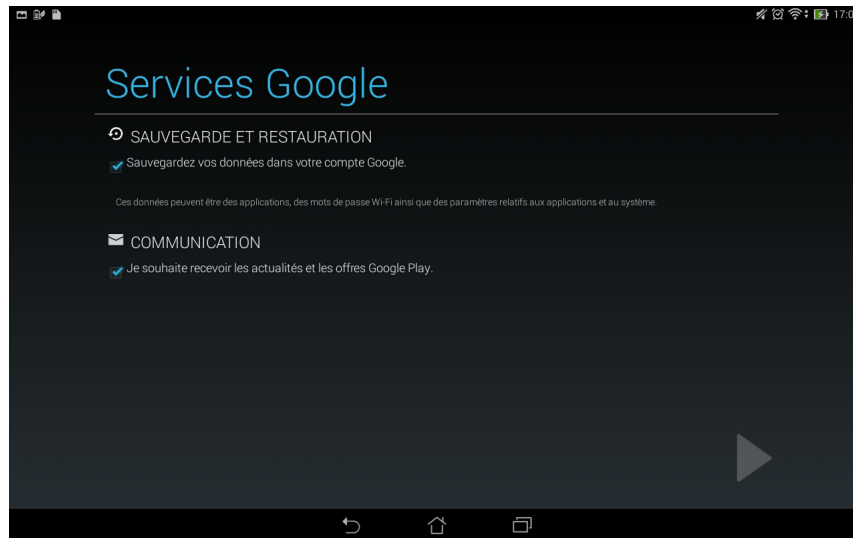 17:0
Services Google
SAUVEGARDE ET RESTAURATION
Sauvegardez vos données dans votre compte Google.
Ces données peuvent être des applications, des mots de passe Wi-Fi ainsi que des paramètres relatifs aux applications et au système.
COMMUNICATION
Je souhaite recevoir les actualités et les offres Google Play.